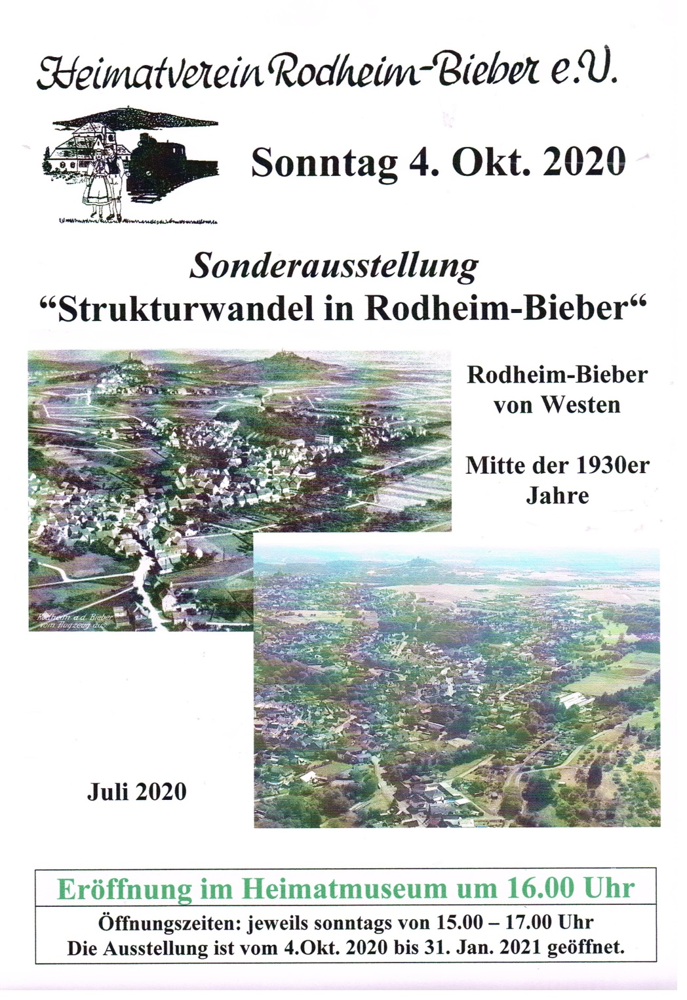 Heimatverein Rodheim-Bieber e.V.
Sonntag 4. Okt. 2020
Sonderausstellung
“Strukturwandel in Rodheim-Bieber“
Rodheim-Bieber
von Westen
Mitte der 1930er
Jahre
Rodheim a.d. Bieber
vom Flugzeug aus
Juli 2020
Eröffnung im Heimatmuseum um 16.00 Uhr
Öffnungszeiten: jeweils sonntags von 15.00 – 17.00 Uhr
Die Ausstellung ist vom 4.Okt. 2020 bis 31. Jan. 2021 geöffnet.